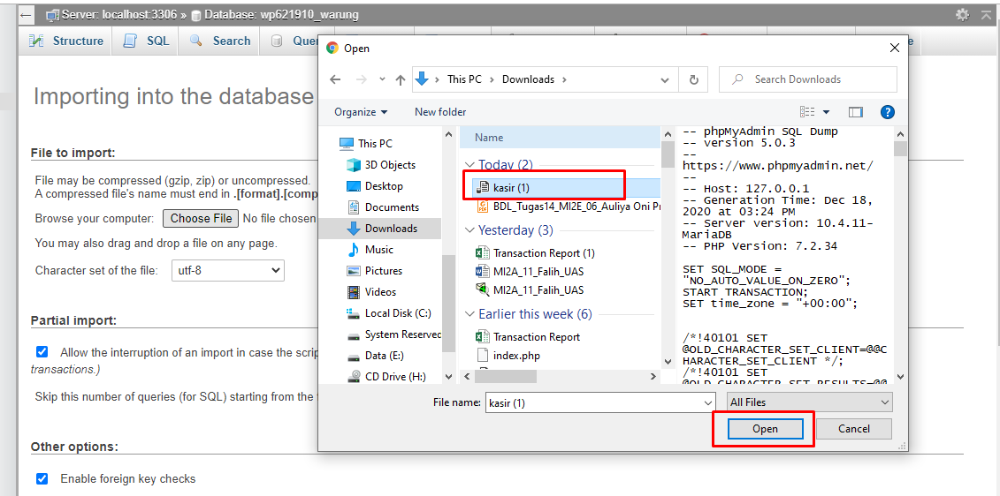 Server: localhost:3306 » Database: wp621910_warung
Structure
SQL
Search
Importing into the database
File to import:
File may be compressed (gzip, zip) or uncompressed.
A compressed file's name must end in .[format].[comp
Browse your computer:
Choose File
No file chosen
You may also drag and drop a file on any page.
Character set of the file:
utf-8
Partial import:
Allow the interruption of an import in case the scrip
transactions.)
Skip this number of queries (for SQL) starting from the
Other options:
Enable foreign key checks
Open
This PC
Downloads
Search Downloads
Organize
New folder
This PC
3D Objects
Desktop
Documents
Downloads
Music
Pictures
Videos
Local Disk (C:)
System Reserved
Data (E:)
CD Drive (H:)
Name
Today (2)
kasir (1)
BDL_Tugas14_MI2E_06_Auliya Oni Pr
Yesterday (3)
Transaction Report (1)
MI2A_11_Falih_UAS
MI2A_11_Falih_UAS
Earlier this week (6)
Transaction Report
index.php
-- phpMyAdmin SQL Dump
-- version 5.0.3
--
https://www.phpmyadmin.net/
--
-- Host: 127.0.0.1
-- Generation Time: Dec 18,
2020 at 03:24 PM
-- Server version: 10.4.11-
MariaDB
-- PHP Version: 7.2.34
SET SQL_MODE =
"NO_AUTO_VALUE_ON_ZERO";
START TRANSACTION;
SET time_zone = "+00:00";
/*!40101 SET
@OLD_CHARACTER_SET_CLIENT=@@C
HARACTER_SET_CLIENT */;
/*!40101 SET
@OLD_CHARACTER_SET_RESULTS=@@
File name:
kasir (1)
All Files
Open
Cancel